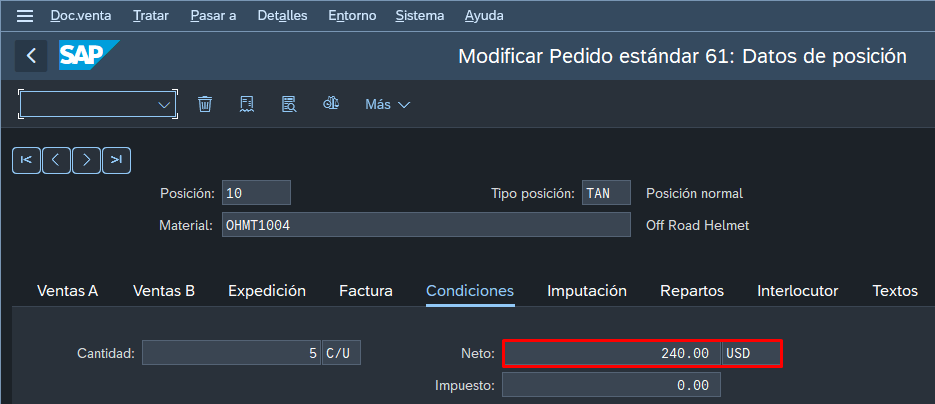 Doc.venta Tratar Pasar a Detalles Entorno Sistema Ayuda
SAP Modificar Pedido estándar 61: Datos de posición
Más
Posición: 10 Tipo posición: TAN Posición normal
Material: OHMT1004 Off Road Helmet
Ventas A Ventas B Expedición Factura Condiciones Imputación Repartos Interlocutor Textos
Cantidad: 5 C/U Neto: 240.00 USD
Impuesto: 0.00